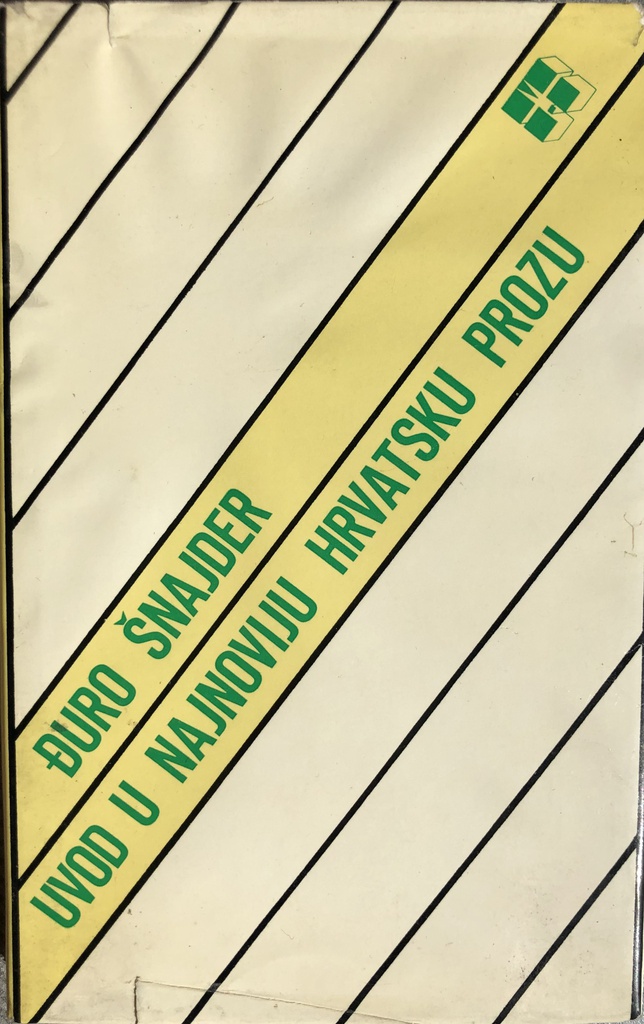 ĐURO ŠNAJDER
UVOD U NAJNOVIJU HRVATSKU PROZU